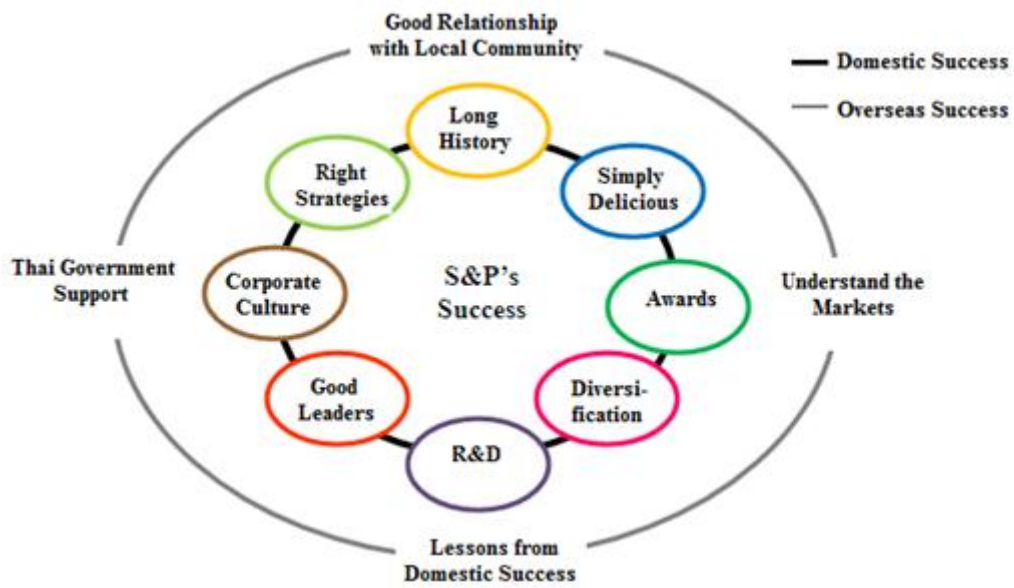 Good Relationship
with Local Community
Domestic Success
Overseas Success
Long
History
Right
Strategies
Simply
Delicious
Thai Government
Support
Corporate
Culture
S&P's
Success
Awards
Understand the
Markets
Good
Leaders
Diversi-
fication
R&D
Lessons from
Domestic Success